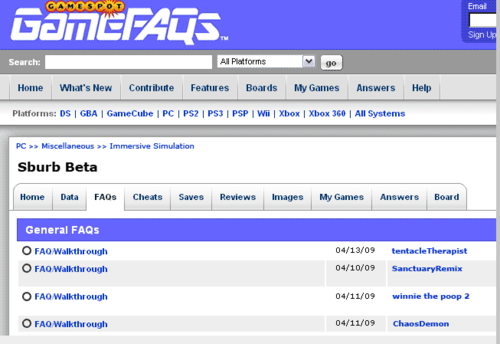 GAMESPOT
GameFAQs™
Email
Sign Up
Search: All Platforms go
Home What's New Contribute Features Boards My Games Answers Help
Platforms: DS | GBA | GameCube | PC | PS2 | PS3 | PSP | Wii | Xbox | Xbox 360 | All Systems
PC >> Miscellaneous >> Immersive Simulation
Sburb Beta
Home Data FAQs Cheats Saves Reviews Images My Games Answers Board
General FAQs
FAQ/Walkthrough 04/13/09 tentacleTherapist
FAQ/Walkthrough 04/10/09 SanctuaryRemix
FAQ/Walkthrough 04/11/09 winnie the poop 2
FAQ/Walkthrough 04/11/09 ChaosDemon